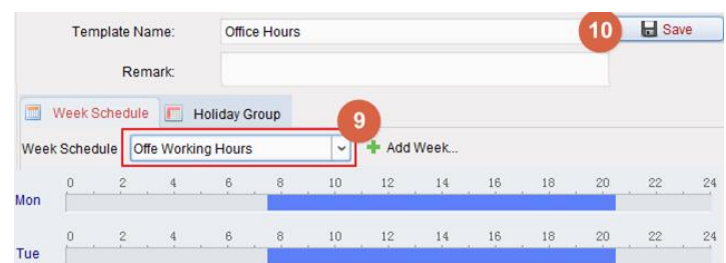 Template Name: Office Hours 10 Save
Remark:
Week Schedule Holiday Group 9
Week Schedule Offe Working Hours Add Week...
0 2 4 6 8 10 12 14 16 18 20 22 24
Mon
0 2 4 6 8 10 12 14 16 18 20 22 24
Tue